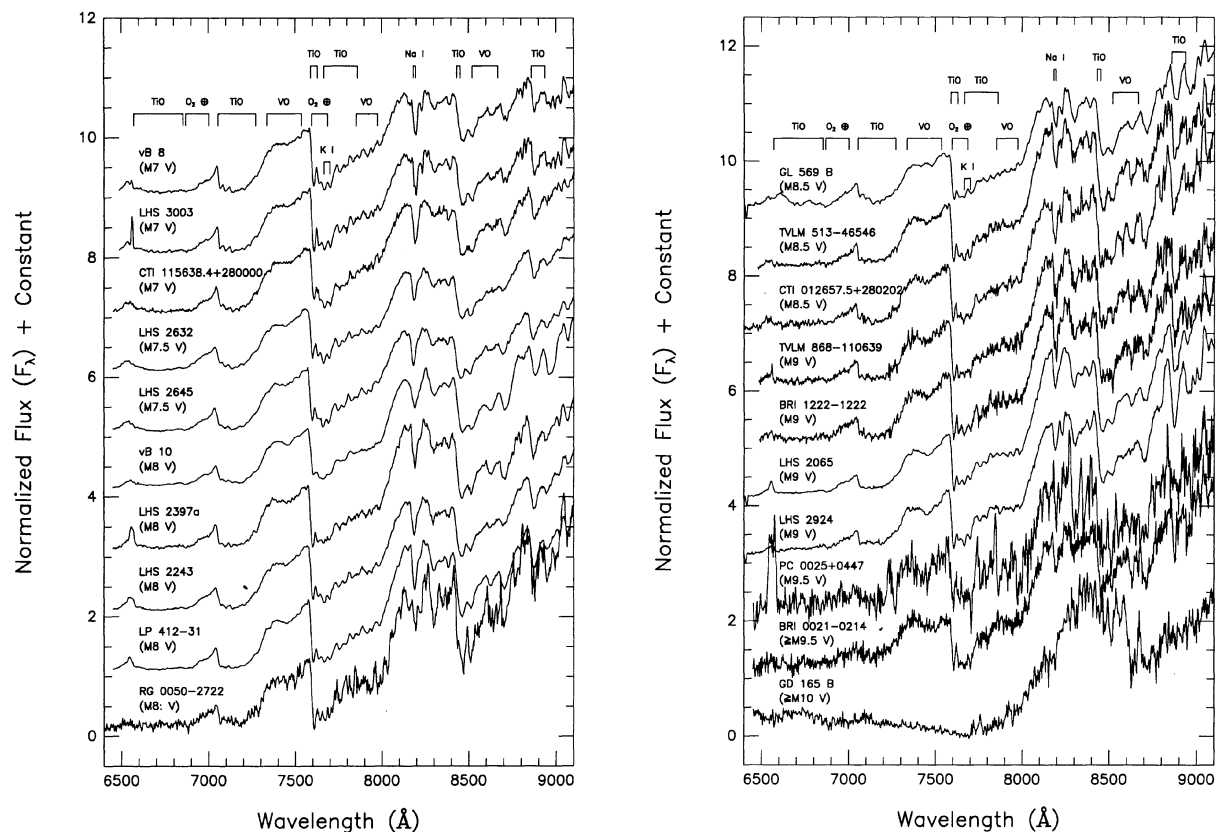 12
TiO TiO Na I TiO VO TiO
TiO O₂ ⊕ TiO VO O₂ ⊕ VO
K I
10
vB 8
(M7 V)
LHS 3003
(M7 V)
8
CTI 115638.4+280000
(M7 V)
LHS 2632
(M7.5 V)
6
LHS 2645
(M7.5 V)
vB 10
(M8 V)
4
LHS 2397a
(M8 V)
LHS 2243
(M8 V)
2
LP 412-31
(M8 V)
RG 0050-2722
(M8: V)
0
6500 7000 7500 8000 8500 9000
Wavelength (Å)
Normalized Flux (Fλ) + Constant
12
TiO
Na I TiO
TiO TiO VO
TiO O₂ ⊕ TiO VO O₂ ⊕ VO
K I
10
GL 569 B
(M8.5 V)
TVLM 513-46546
(M8.5 V)
8
CTI 012657.5+280202
(M8.5 V)
TVLM 868-110639
(M9 V)
6
BRI 1222-1222
(M9 V)
LHS 2065
(M9 V)
4
LHS 2924
(M9 V)
PC 0025+0447
(M9.5 V)
2
BRI 0021-0214
(≥M9.5 V)
GD 165 B
(≥M10 V)
0
6500 7000 7500 8000 8500 9000
Wavelength (Å)
Normalized Flux (Fλ) + Constant